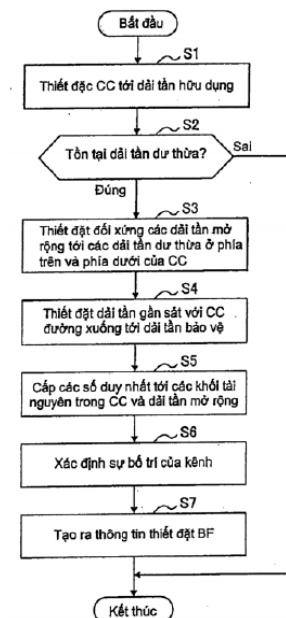 Bắt đầu
S1
Thiết đặc CC tới dải tần hữu dụng
S2
Tồn tại dải tần dư thừa?
Sai
Đúng
S3
Thiết đặt đối xứng các dải tần mở
rộng tới các dải tần dư thừa ở phía
trên và phía dưới của CC
S4
Thiết đặt dải tần gần sát với CC
đường xuống tới dải tần bảo vệ
S5
Cấp các số duy nhất tới các khối tài
nguyên trong CC và dải tần mở rộng
S6
Xác định sự bố trí của kênh
S7
Tạo ra thông tin thiết đặt BF
Kết thúc